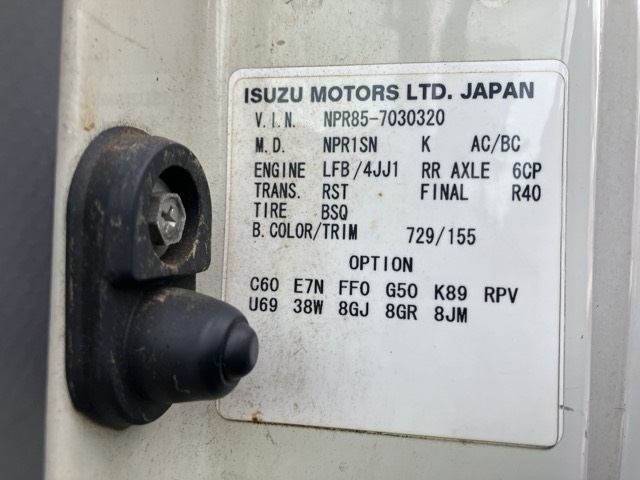 ISUZU MOTORS LTD. JAPAN
V.I.N. NPR85-7030320
M.D. NPR1SN K AC/BC
ENGINE LFB/4JJ1 RR AXLE 6CP
TRANS. RST FINAL R40
TIRE BSQ
B.COLOR/TRIM 729/155
OPTION
C60 E7N FF0 G50 K89 RPV
U69 38W 8GJ 8GR 8JM